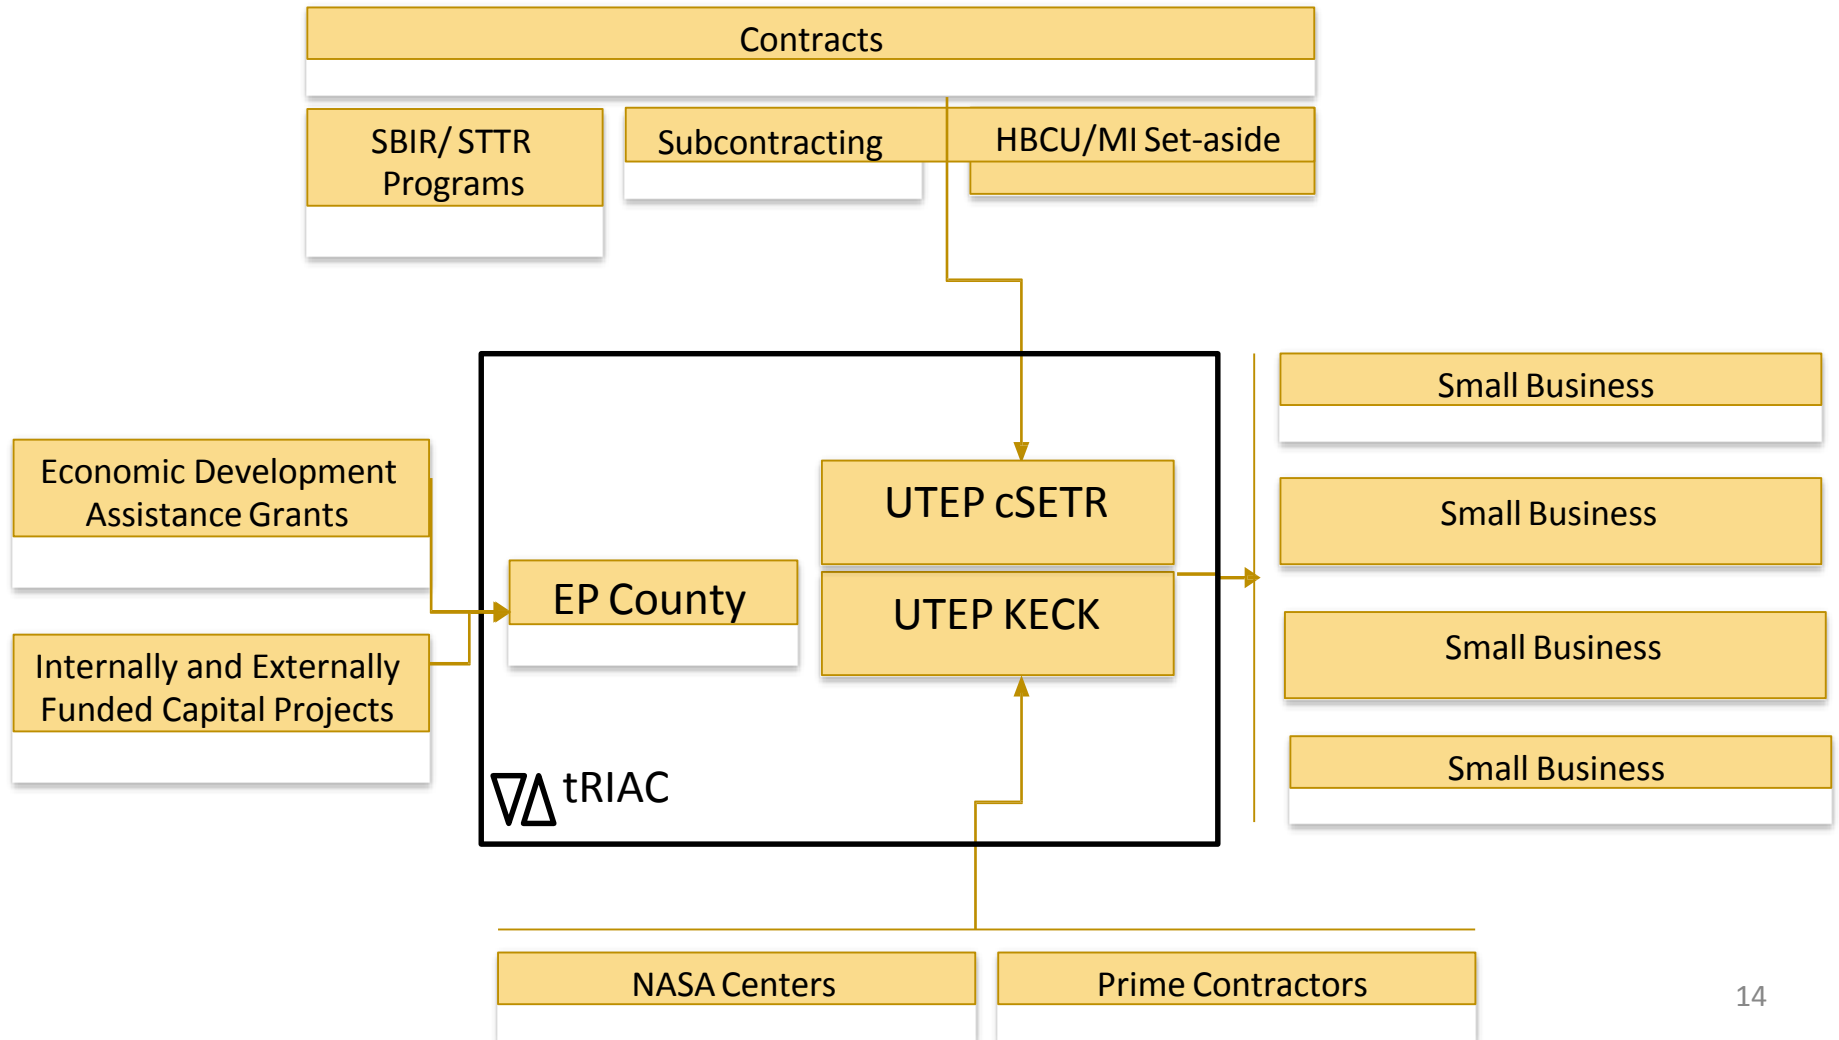 Contracts
SBIR/ STTR
Programs
Subcontracting
HBCU/MI Set-aside
Small Business
Economic Development
Assistance Grants
UTEP cSETR
Small Business
EP County
UTEP KECK
Small Business
Internally and Externally
Funded Capital Projects
Small Business
tRIAC
NASA Centers
Prime Contractors
14